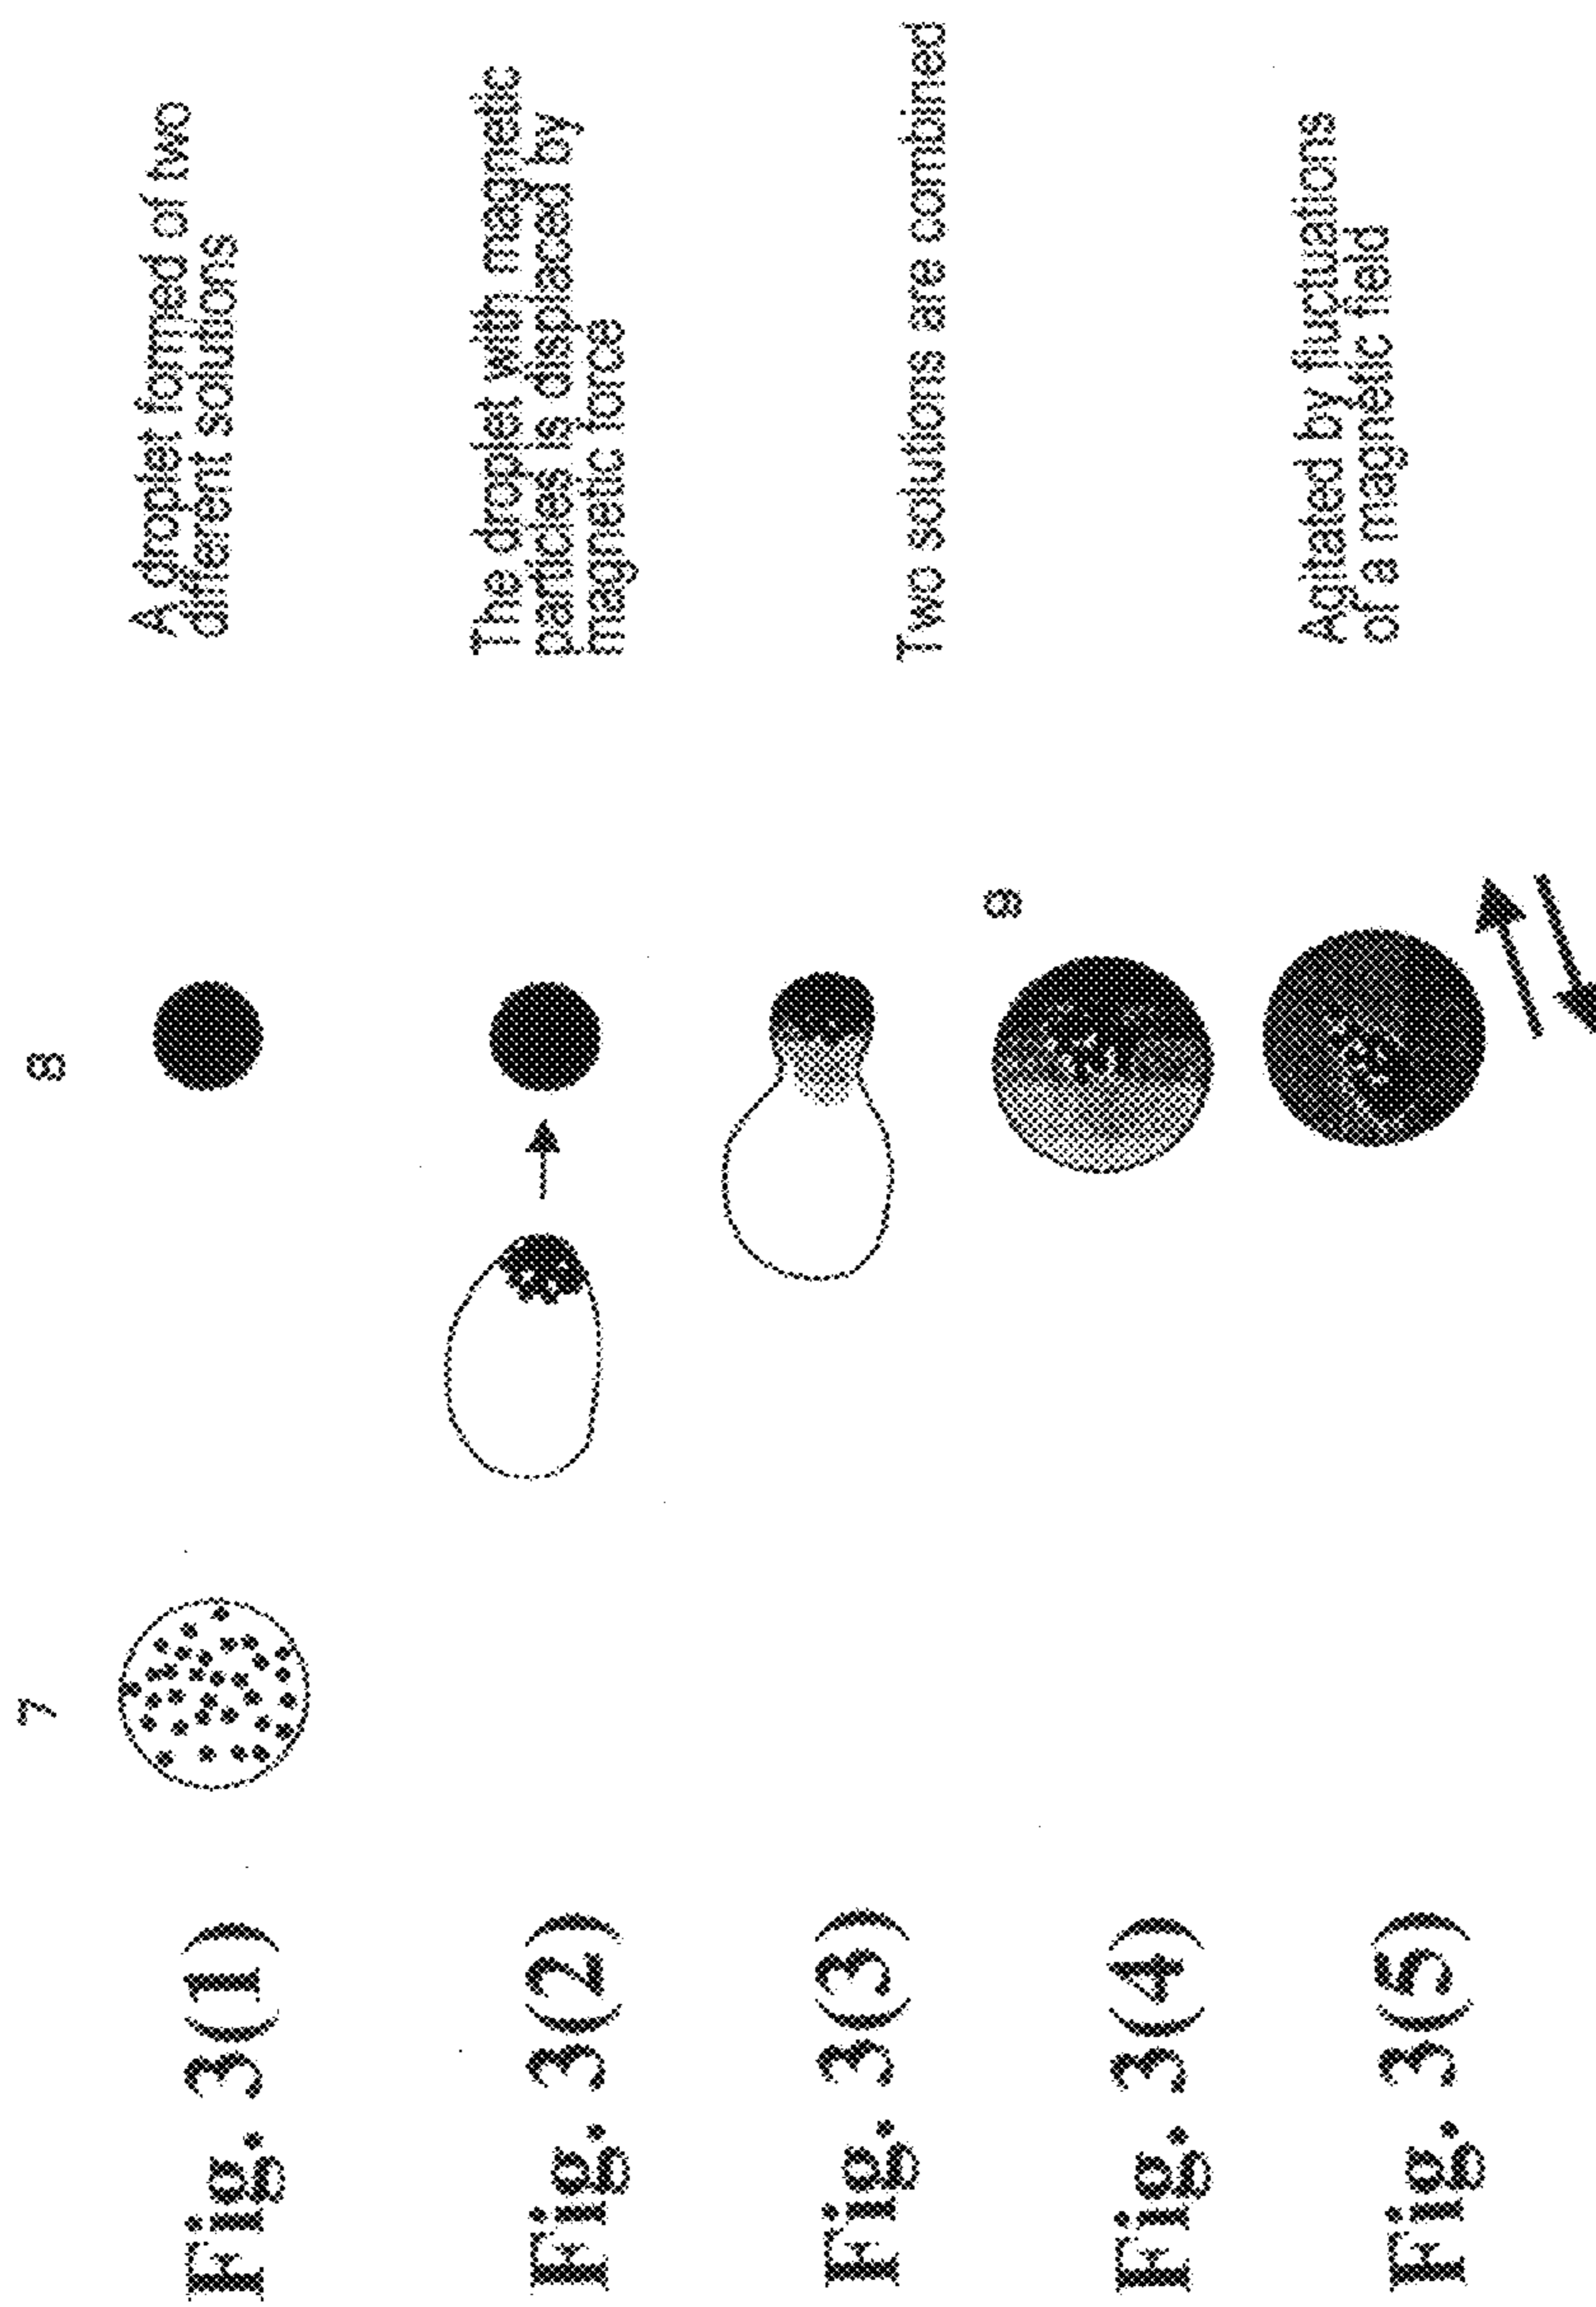 Fig. 3(1)
7
8
A droplet formed of two
different solutions
Fig. 3(2)
The droplet with magnetic
particles is displaced by
magnetic force
Fig. 3(3)
Two solutions are combined
Fig. 3(4)
9
Fig. 3(5)
Agitated by fluctuations
of a magnetic field